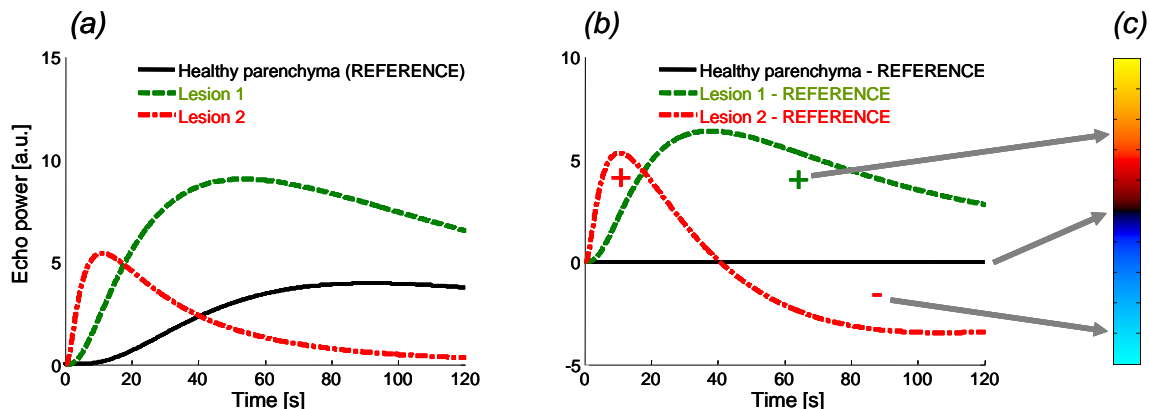 (a)
15
10
5
0
Echo power [a.u.]
Healthy parenchyma (REFERENCE)
Lesion 1
Lesion 2
0 20 40 60 80 100 120
Time [s]
(b)
10
5
0
-5
Healthy parenchyma - REFERENCE
Lesion 1 - REFERENCE
Lesion 2 - REFERENCE
+
+
-
0 20 40 60 80 100 120
Time [s]
(c)